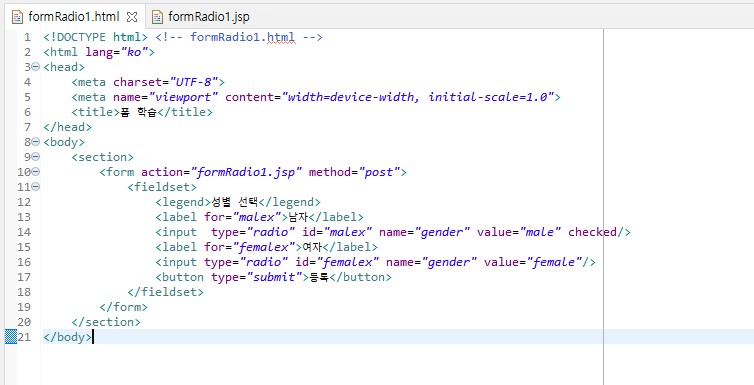 formRadio1.html formRadio1.jsp
1 <!DOCTYPE html> <!-- formRadio1.html -->
2 <html lang="ko">
3 <head>
4 <meta charset="UTF-8">
5 <meta name="viewport" content="width=device-width, initial-scale=1.0">
6 <title>폼 학습</title>
7 </head>
8 <body>
9 <section>
10 <form action="formRadio1.jsp" method="post">
11 <fieldset>
12 <legend>성별 선택</legend>
13 <label for="malex">남자</label>
14 <input  type="radio" id="malex" name="gender" value="male" checked/>
15 <label for="femalex">여자</label>
16 <input type="radio" id="femalex" name="gender" value="female"/>
17 <button type="submit">등록</button>
18 </fieldset>
19 </form>
20 </section>
21 </body>